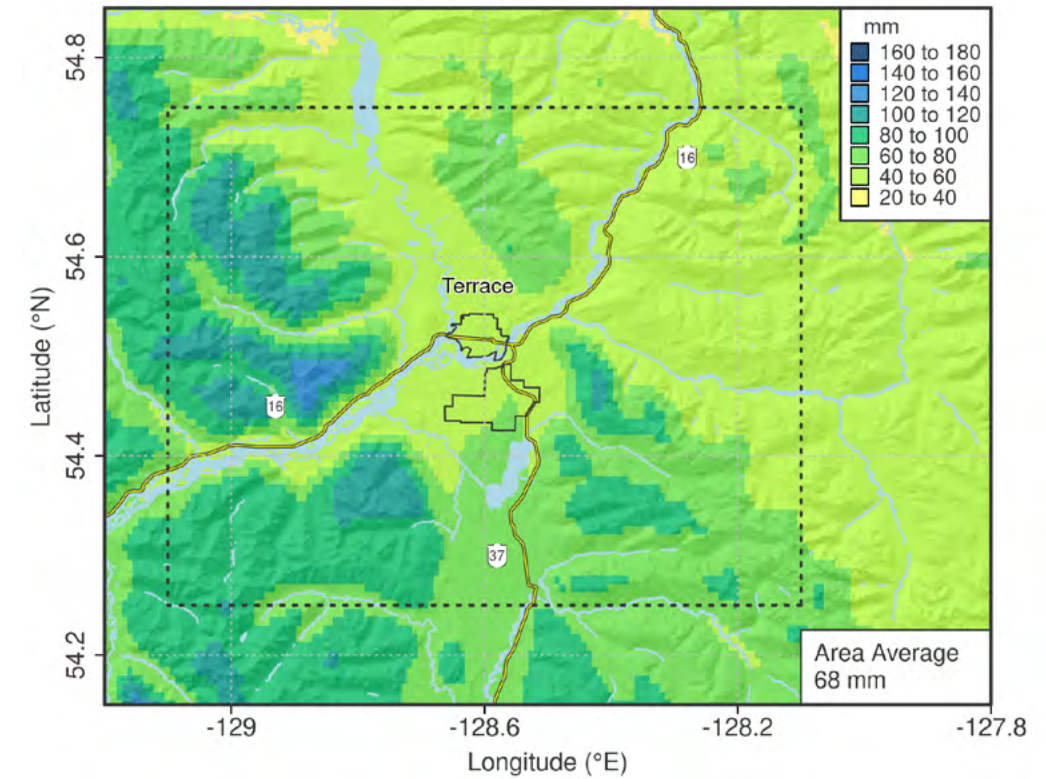 mm
160 to 180
140 to 160
120 to 140
100 to 120
80 to 100
60 to 80
40 to 60
20 to 40
54.8
54.6
54.4
54.2
Latitude (°N)
16
Terrace
16
37
Area Average
68 mm
-129
-128.6
-128.2
-127.8
Longitude (°E)